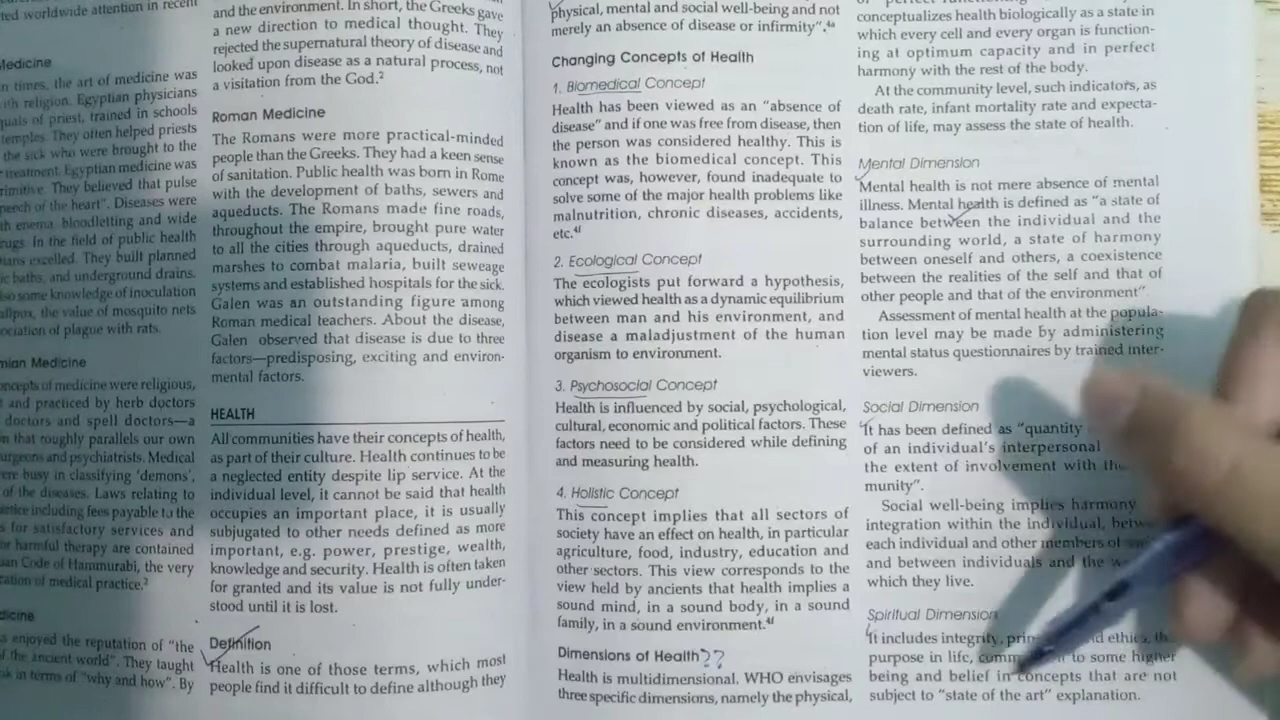 ted worldwide attention in recent
Medicine
n times, the art of medicine was
ith religion. Egyptian physicians
quals of priest, trained in schools
temples. They often helped priests
the sick who were brought to the
treatment. Egyptian medicine was
rimitive. They believed that pulse
peech of the heart". Diseases were
th enema, bloodletting and wide
rugs. In the field of public health
ians excelled. They built planned
ic baths, and underground drains.
lso some knowledge of inoculation
allpox, the value of mosquito nets
ociation of plague with rats.
mian Medicine
oncepts of medicine were religious,
and practiced by herb doctors
doctors and spell doctors—a
n that roughly parallels our own
urgeons and psychiatrists. Medical
ere busy in classifying 'demons',
of the diseases. Laws relating to
actice including fees payable to the
s for satisfactory services and
or harmful therapy are contained
an Code of Hammurabi, the very
cation of medical practice.²
dicine
a enjoyed the reputation of "the
f the ancient world". They taught
k in terms of "why and how". By
and the environment. In short, the Greeks gave
a new direction to medical thought. They
rejected the supernatural theory of disease and
looked upon disease as a natural process, not
a visitation from the God.²
Roman Medicine
The Romans were more practical-minded
people than the Greeks. They had a keen sense
of sanitation. Public health was born in Rome
with the development of baths, sewers and
aqueducts. The Romans made fine roads,
throughout the empire, brought pure water
to all the cities through aqueducts, drained
marshes to combat malaria, built seweage
systems and established hospitals for the sick.
Galen was an outstanding figure among
Roman medical teachers. About the disease,
Galen observed that disease is due to three
factors—predisposing, exciting and environ-
mental factors.
HEALTH
All communities have their concepts of health,
as part of their culture. Health continues to be
a neglected entity despite lip service. At the
individual level, it cannot be said that health
occupies an important place, it is usually
subjugated to other needs defined as more
important, e.g. power, prestige, wealth,
knowledge and security. Health is often taken
for granted and its value is not fully under-
stood until it is lost.
Definition
Health is one of those terms, which most
people find it difficult to define although they
physical, mental and social well-being and not
merely an absence of disease or infirmity".⁴ᵃ
Changing Concepts of Health
1. Biomedical Concept
Health has been viewed as an "absence of
disease" and if one was free from disease, then
the person was considered healthy. This is
known as the biomedical concept. This
concept was, however, found inadequate to
solve some of the major health problems like
malnutrition, chronic diseases, accidents,
etc.⁴ᶠ
2. Ecological Concept
The ecologists put forward a hypothesis,
which viewed health as a dynamic equilibrium
between man and his environment, and
disease a maladjustment of the human
organism to environment.
3. Psychosocial Concept
Health is influenced by social, psychological,
cultural, economic and political factors. These
factors need to be considered while defining
and measuring health.
4. Holistic Concept
This concept implies that all sectors of
society have an effect on health, in particular
agriculture, food, industry, education and
other sectors. This view corresponds to the
view held by ancients that health implies a
sound mind, in a sound body, in a sound
family, in a sound environment.⁴ᶠ
Dimensions of Health??
Health is multidimensional. WHO envisages
three specific dimensions, namely the physical,
conceptualizes health biologically as a state in
which every cell and every organ is function-
ing at optimum capacity and in perfect
harmony with the rest of the body.
At the community level, such indicators, as
death rate, infant mortality rate and expecta-
tion of life, may assess the state of health.
Mental Dimension
Mental health is not mere absence of mental
illness. Mental health is defined as "a state of
balance between the individual and the
surrounding world, a state of harmony
between oneself and others, a coexistence
between the realities of the self and that of
other people and that of the environment".
Assessment of mental health at the popula-
tion level may be made by administering
mental status questionnaires by trained inter-
viewers.
Social Dimension
It has been defined as "quantity
of an individual's interpersonal
the extent of involvement with the
munity".
Social well-being implies harmony
integration within the individual, betw
each individual and other members of
and between individuals and the
which they live.
Spiritual Dimension
It includes integrity, prin d ethics, the
purpose in life, comm to some higher
being and belief in concepts that are not
subject to "state of the art" explanation.